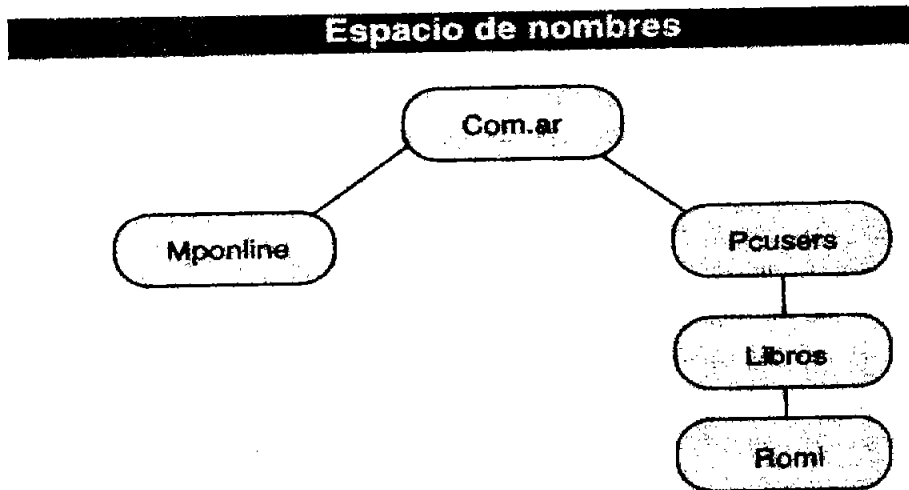 Espacio de nombres
Com.ar
Mponline
Pcusers
Libros
Romi